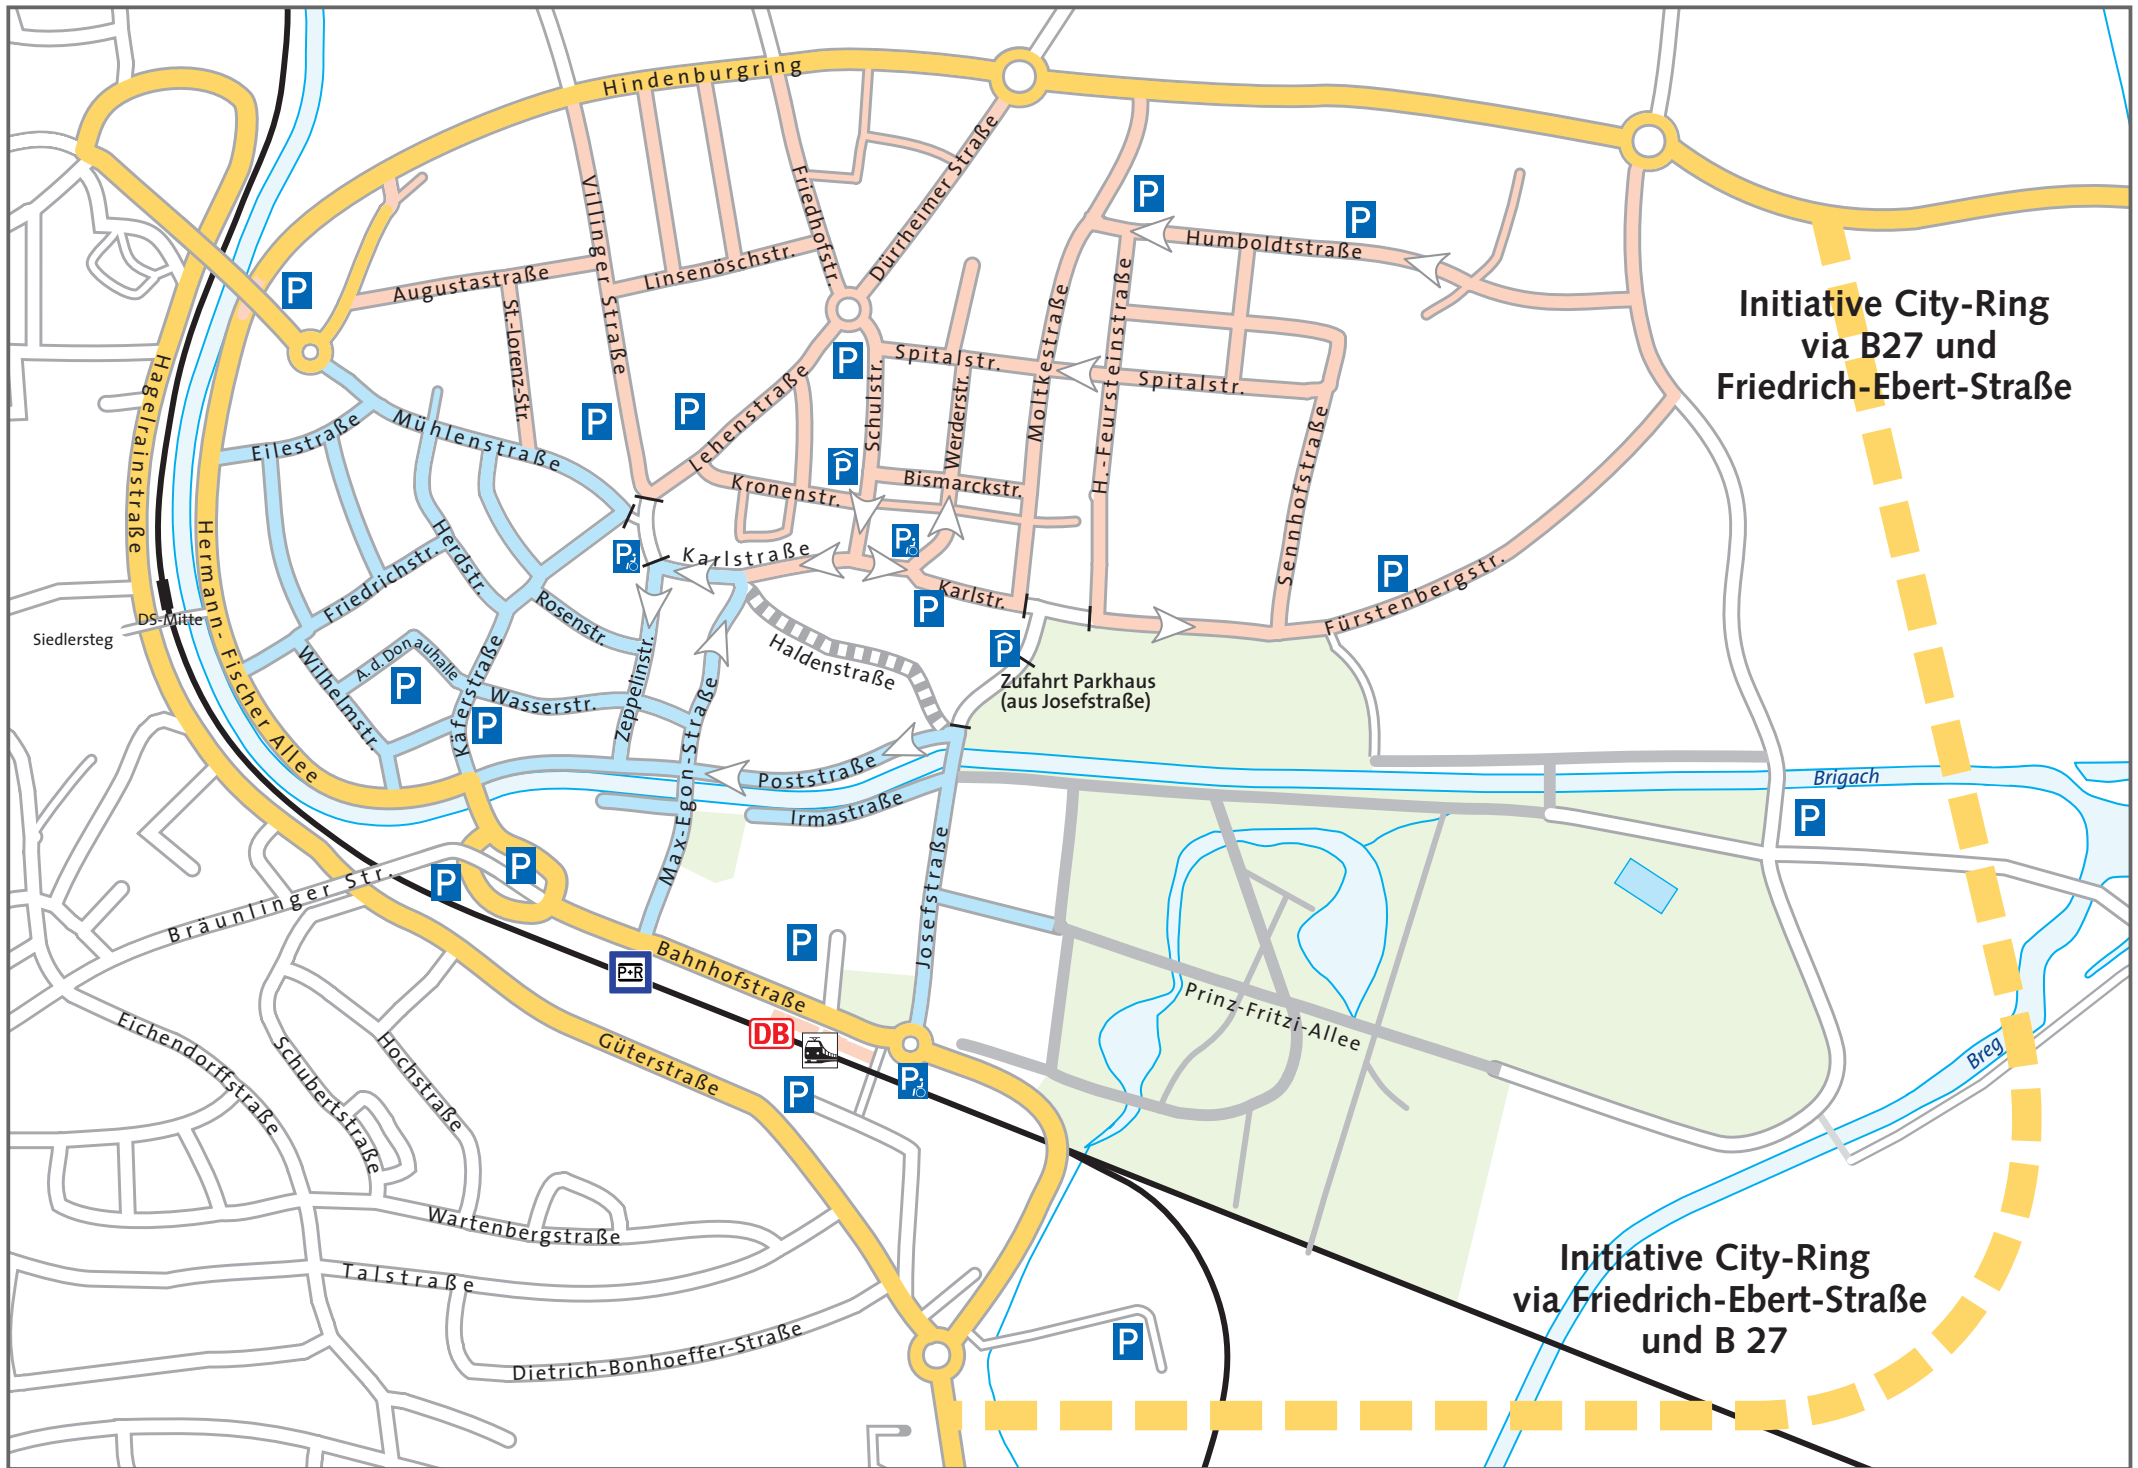 Hindenburgring
Villinger Straße
Friedhofstr.
Dürrheimer Straße
P
P
Humboldtstraße
P
Augustastraße
Linsenöschstr.
St.-Lorenz-Str.
Initiative City-Ring
via B27 und
Friedrich-Ebert-Straße
Hagelrainstraße
Eilestraße
Mühlenstraße
P
P
Lehenstraße
P
Schulstr.
Spitalstr.
Werderstr.
Moltkestraße
H.-Feursteinstraße
Spitalstr.
Sennhofstraße
P
Kronenstr.
Bismarckstr.
Hermann-Fischer Allee
Herdstr.
Friedrichstr.
P
Karlstraße
P
Karlstr.
P
P
Fürstenbergstr.
DS-Mitte
Siedlersteg
Rosenstr.
Wilhelmstr.
A. d. Donauhalle
P
Käferstraße
P
Wasserstr.
Zeppelinstr.
Max-Egon-Straße
Haldenstraße
P
Zufahrt Parkhaus
(aus Josefstraße)
Poststraße
Irmastraße
Josefstraße
Brigach
P
Bräunlinger Str.
P
P
P
P+R
Bahnhofstraße
DB
P
P
Güterstraße
Prinz-Fritzi-Allee
Breg
Eichendorffstraße
Schubertstraße
Hochstraße
Wartenbergstraße
Talstraße
Dietrich-Bonhoeffer-Straße
P
Initiative City-Ring
via Friedrich-Ebert-Straße
und B 27